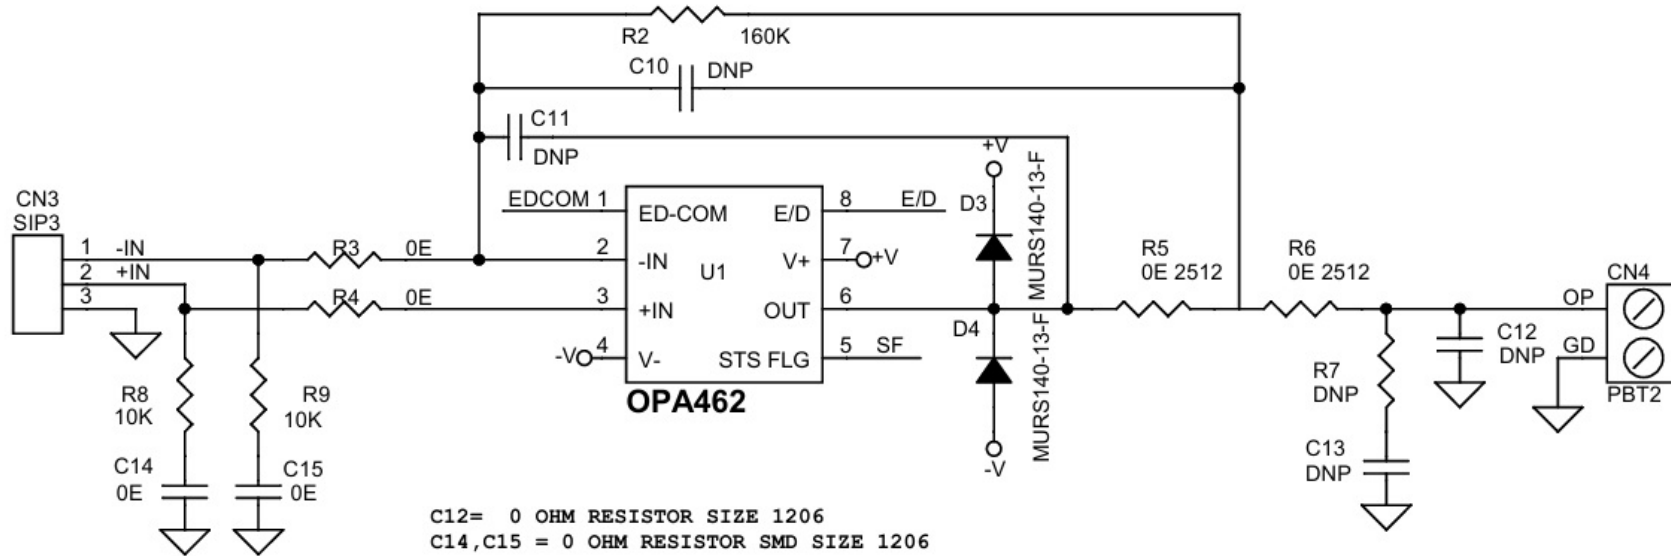 R2
160K
C10
DNP
C11
DNP
+V
MURS140-13-F
D3
CN3
SIP3
1
-IN
2
+IN
3
R3
0E
R4
0E
EDCOM
1
ED-COM
E/D
8
E/D
2
-IN
U1
V+
7
+V
3
+IN
OUT
6
-V
4
V-
STS FLG
5
SF
OPA462
D4
MURS140-13-F
-V
R5
0E 2512
R6
0E 2512
CN4
OP
GD
PBT2
C12
DNP
R7
DNP
C13
DNP
R8
10K
R9
10K
C14
0E
C15
0E
C12= 0 OHM RESISTOR SIZE 1206
C14,C15 = 0 OHM RESISTOR SMD SIZE 1206